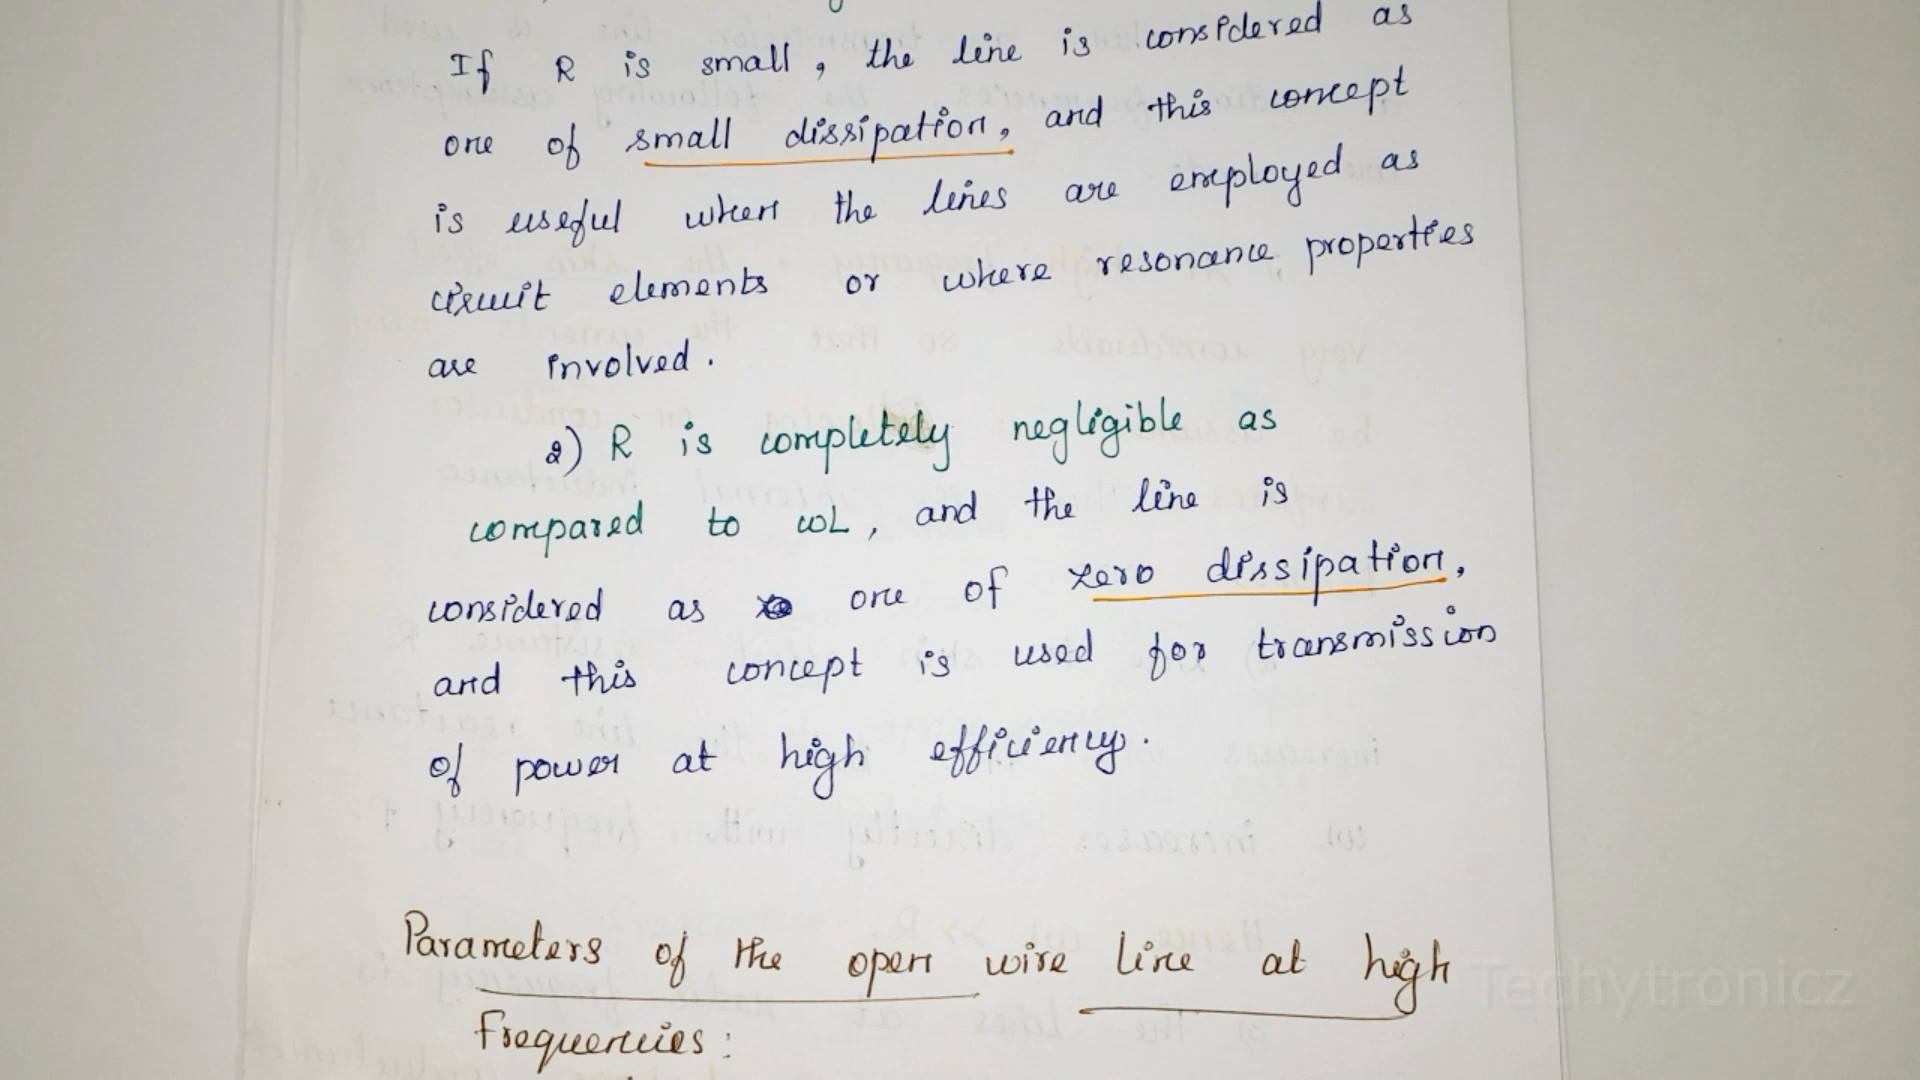 If R is small, the line is considered as
one of small dissipation, and this concept
is useful when the lines are employed as
circuit elements or where resonance properties
are involved.
2) R is completely negligible as
compared to ωL, and the line is
considered as one of zero dissipation,
and this concept is used for transmission
of power at high efficiency.
Parameters of the open wire line at high
Frequencies:
Techytronicz